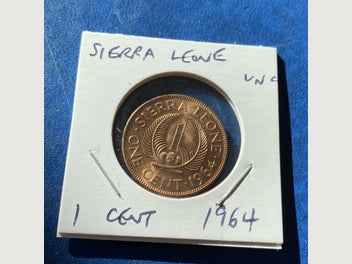 SIERRA LEONE
UNC
SIERRA LEONE
1
ONE CENT · 1964
1 CENT 1964